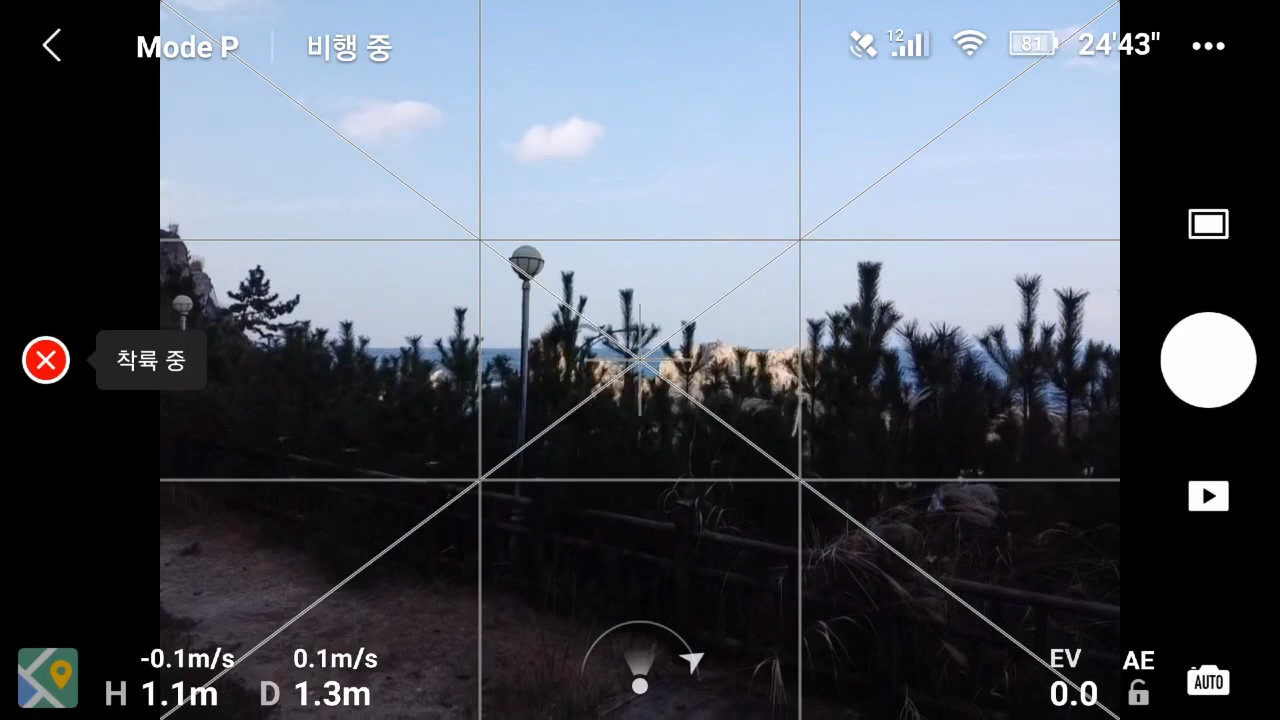 Mode P
비행 중
12
81
24'43"
착륙 중
-0.1m/s
0.1m/s
H 1.1m
D 1.3m
EV
0.0
AE
AUTO